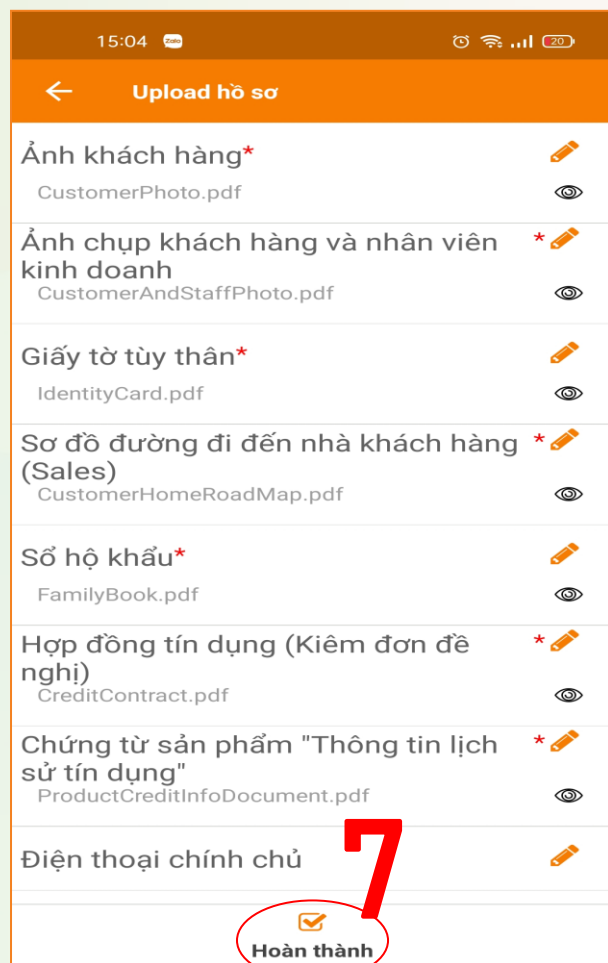 15:04 Zalo 20
Upload hồ sơ
Ảnh khách hàng*
CustomerPhoto.pdf
Ảnh chụp khách hàng và nhân viên *
kinh doanh
CustomerAndStaffPhoto.pdf
Giấy tờ tùy thân*
IdentityCard.pdf
Sơ đồ đường đi đến nhà khách hàng *
(Sales)
CustomerHomeRoadMap.pdf
Sổ hộ khẩu*
FamilyBook.pdf
Hợp đồng tín dụng (Kiêm đơn đề *
nghị)
CreditContract.pdf
Chứng từ sản phẩm "Thông tin lịch *
sử tín dụng"
ProductCreditInfoDocument.pdf
Điện thoại chính chủ
7
Hoàn thành